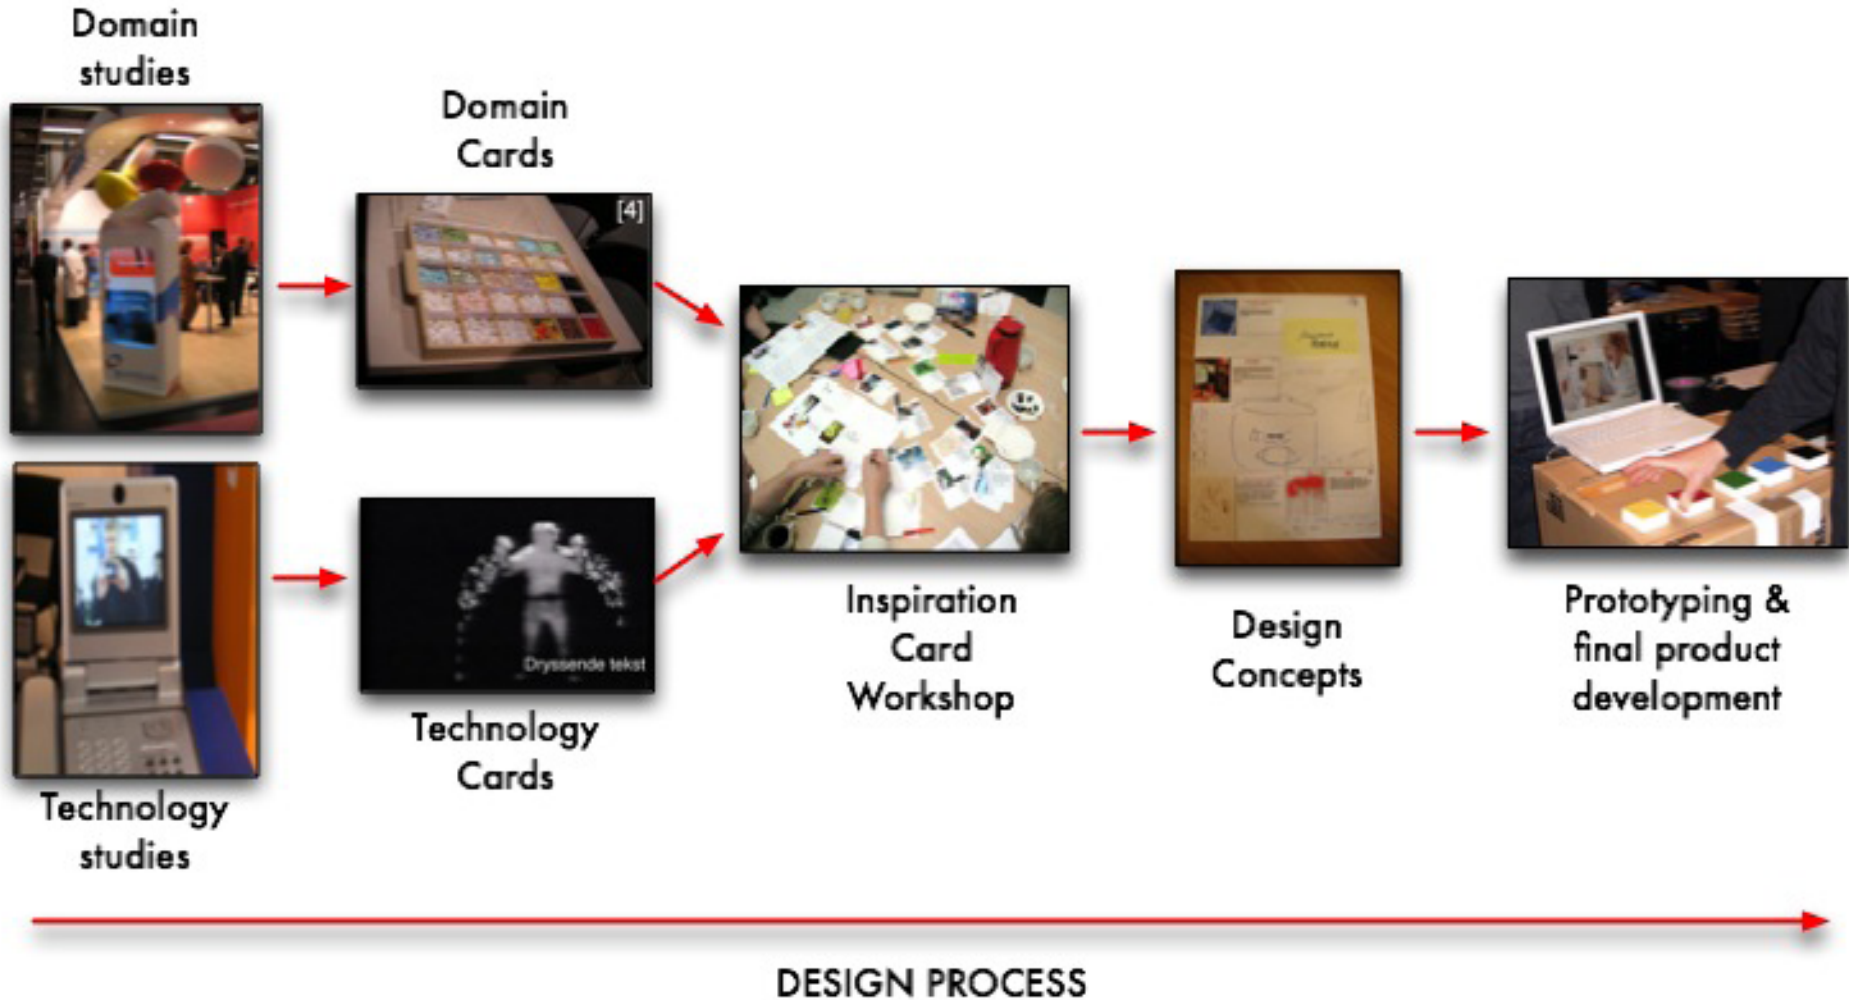 Domain
studies
Domain
Cards
[4]
Dryssende tekst
Technology
Cards
Technology
studies
Inspiration
Card
Workshop
Design
Concepts
Prototyping &
final product
development
DESIGN PROCESS